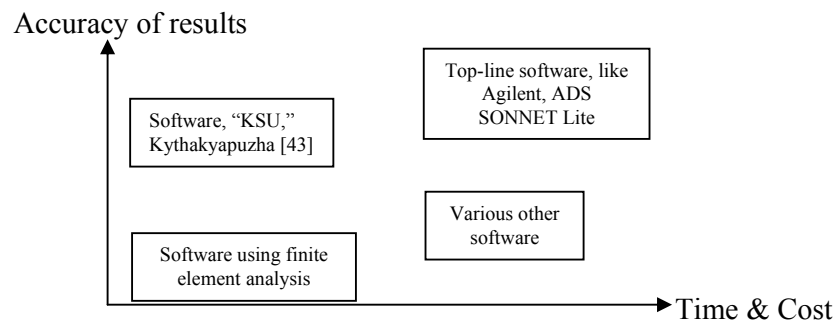 Accuracy of results
Top-line software, like
Agilent, ADS
SONNET Lite
Software, “KSU,”
Kythakyapuzha [43]
Various other
software
Software using finite
element analysis
Time & Cost